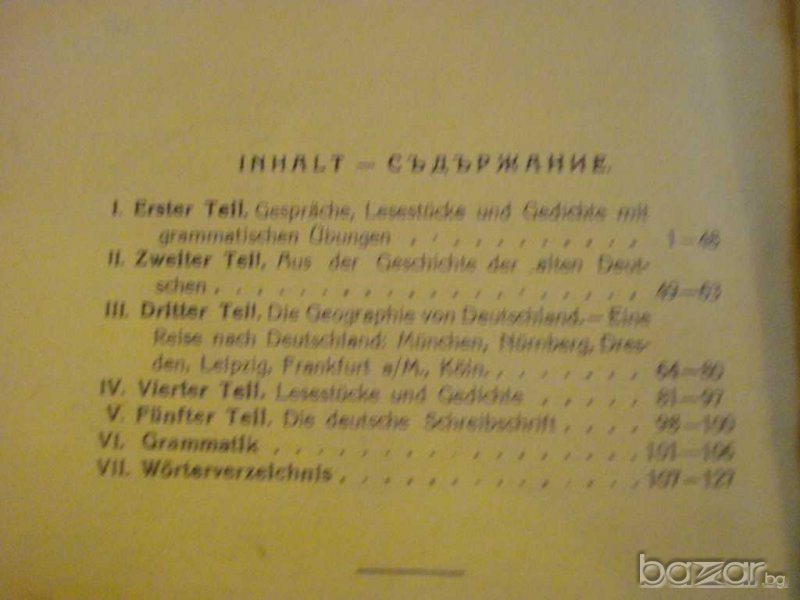 INHALT — СЪДЪРЖАНИЕ.
I. Erster Teil. Gespräche, Lesestücke und Gedichte mit
grammatischen Übungen . . . . . . . . . . 1—48
II. Zweiter Teil. Aus der Geschichte der alten Deut-
schen . . . . . . . . . . . . . . . . . 49—63
III. Dritter Teil. Die Geographie von Deutschland. — Eine
Reise nach Deutschland: München, Nürnberg, Dres-
den, Leipzig, Frankfurt a/M., Köln. . . . . . 64—80
IV. Vierter Teil. Lesestücke und Gedichte . . . . . 81—97
V. Fünfter Teil. Die deutsche Schreibschrift . . . . 98—100
VI. Grammatik . . . . . . . . . . . . . . . 101—106
VII. Wörterverzeichnis . . . . . . . . . . . . 107—127
bazar.bg